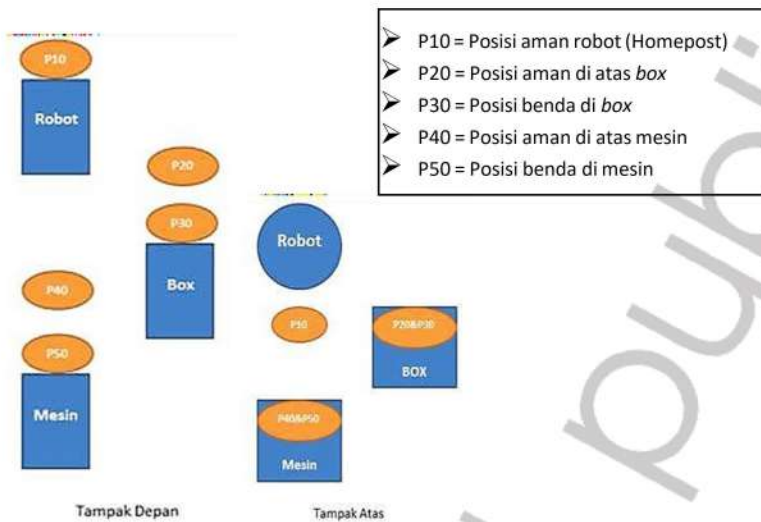 P10 = Posisi aman robot (Homepost)
P20 = Posisi aman di atas box
P30 = Posisi benda di box
P40 = Posisi aman di atas mesin
P50 = Posisi benda di mesin
P10
Robot
P20
P30
Box
P40
P50
Mesin
Tampak Depan
Robot
P10
P20&P30
BOX
P40&P50
Mesin
Tampak Atas